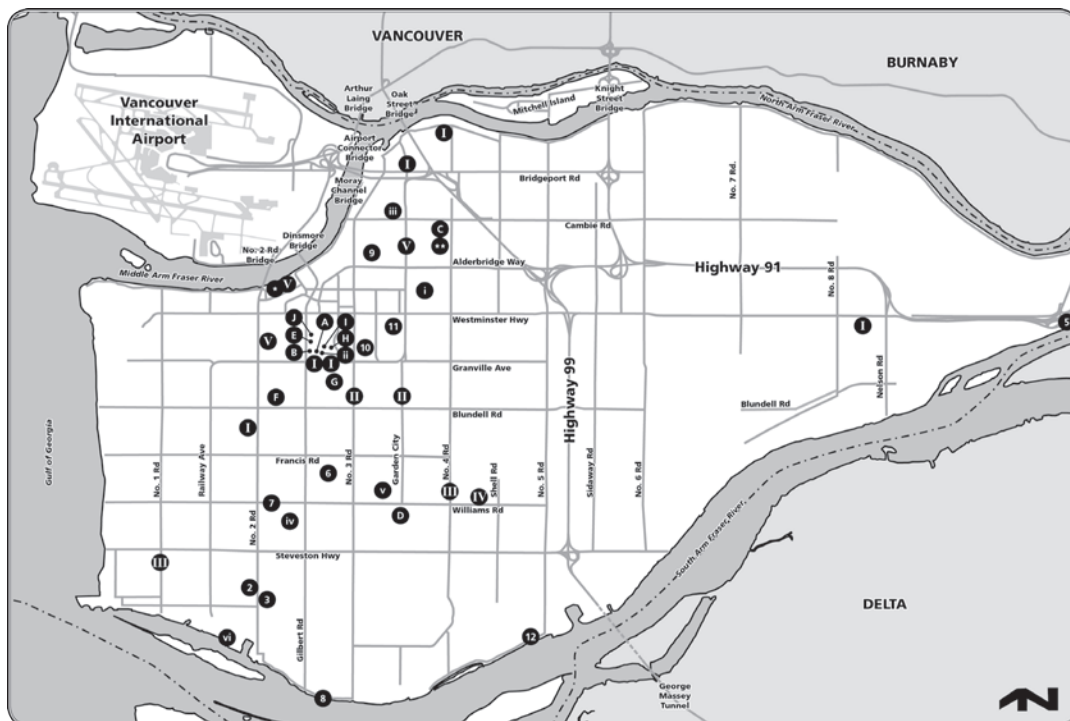 VANCOUVER
BURNABY
Arthur
Laing
Bridge
Oak
Street
Bridge
Knight
Street
Bridge
Mitchell Island
North Arm Fraser River
Vancouver
International
Airport
Airport
Connector
Bridge
Moray
Channel
Bridge
I
I
Bridgeport Rd
No. 7 Rd.
iii
C
Cambie Rd
Dinsmore
Bridge
No. 2 Rd
Bridge
9
V
**
Alderbridge Way
Highway 91
No. 8 Rd
Middle Arm Fraser River
*
V
i
J
A
I
11
Westminster Hwy
I
5
E
H
V
B
ii
10
I
I
Granville Ave
G
Nelson Rd
F
II
II
Blundell Rd
Blundell Rd
Highway 99
I
Gulf of Georgia
No. 1 Rd
Railway Ave
Francis Rd
6
No. 3 Rd
Garden City
No. 4 Rd
Shell Rd
No. 5 Rd
Sidaway Rd
No. 6 Rd
v
III
IV
7
Williams Rd
iv
D
No. 2 Rd
Steveston Hwy
South Arm Fraser River
III
2
3
DELTA
vi
Gilbert Rd
12
8
George
Massey
Tunnel
N